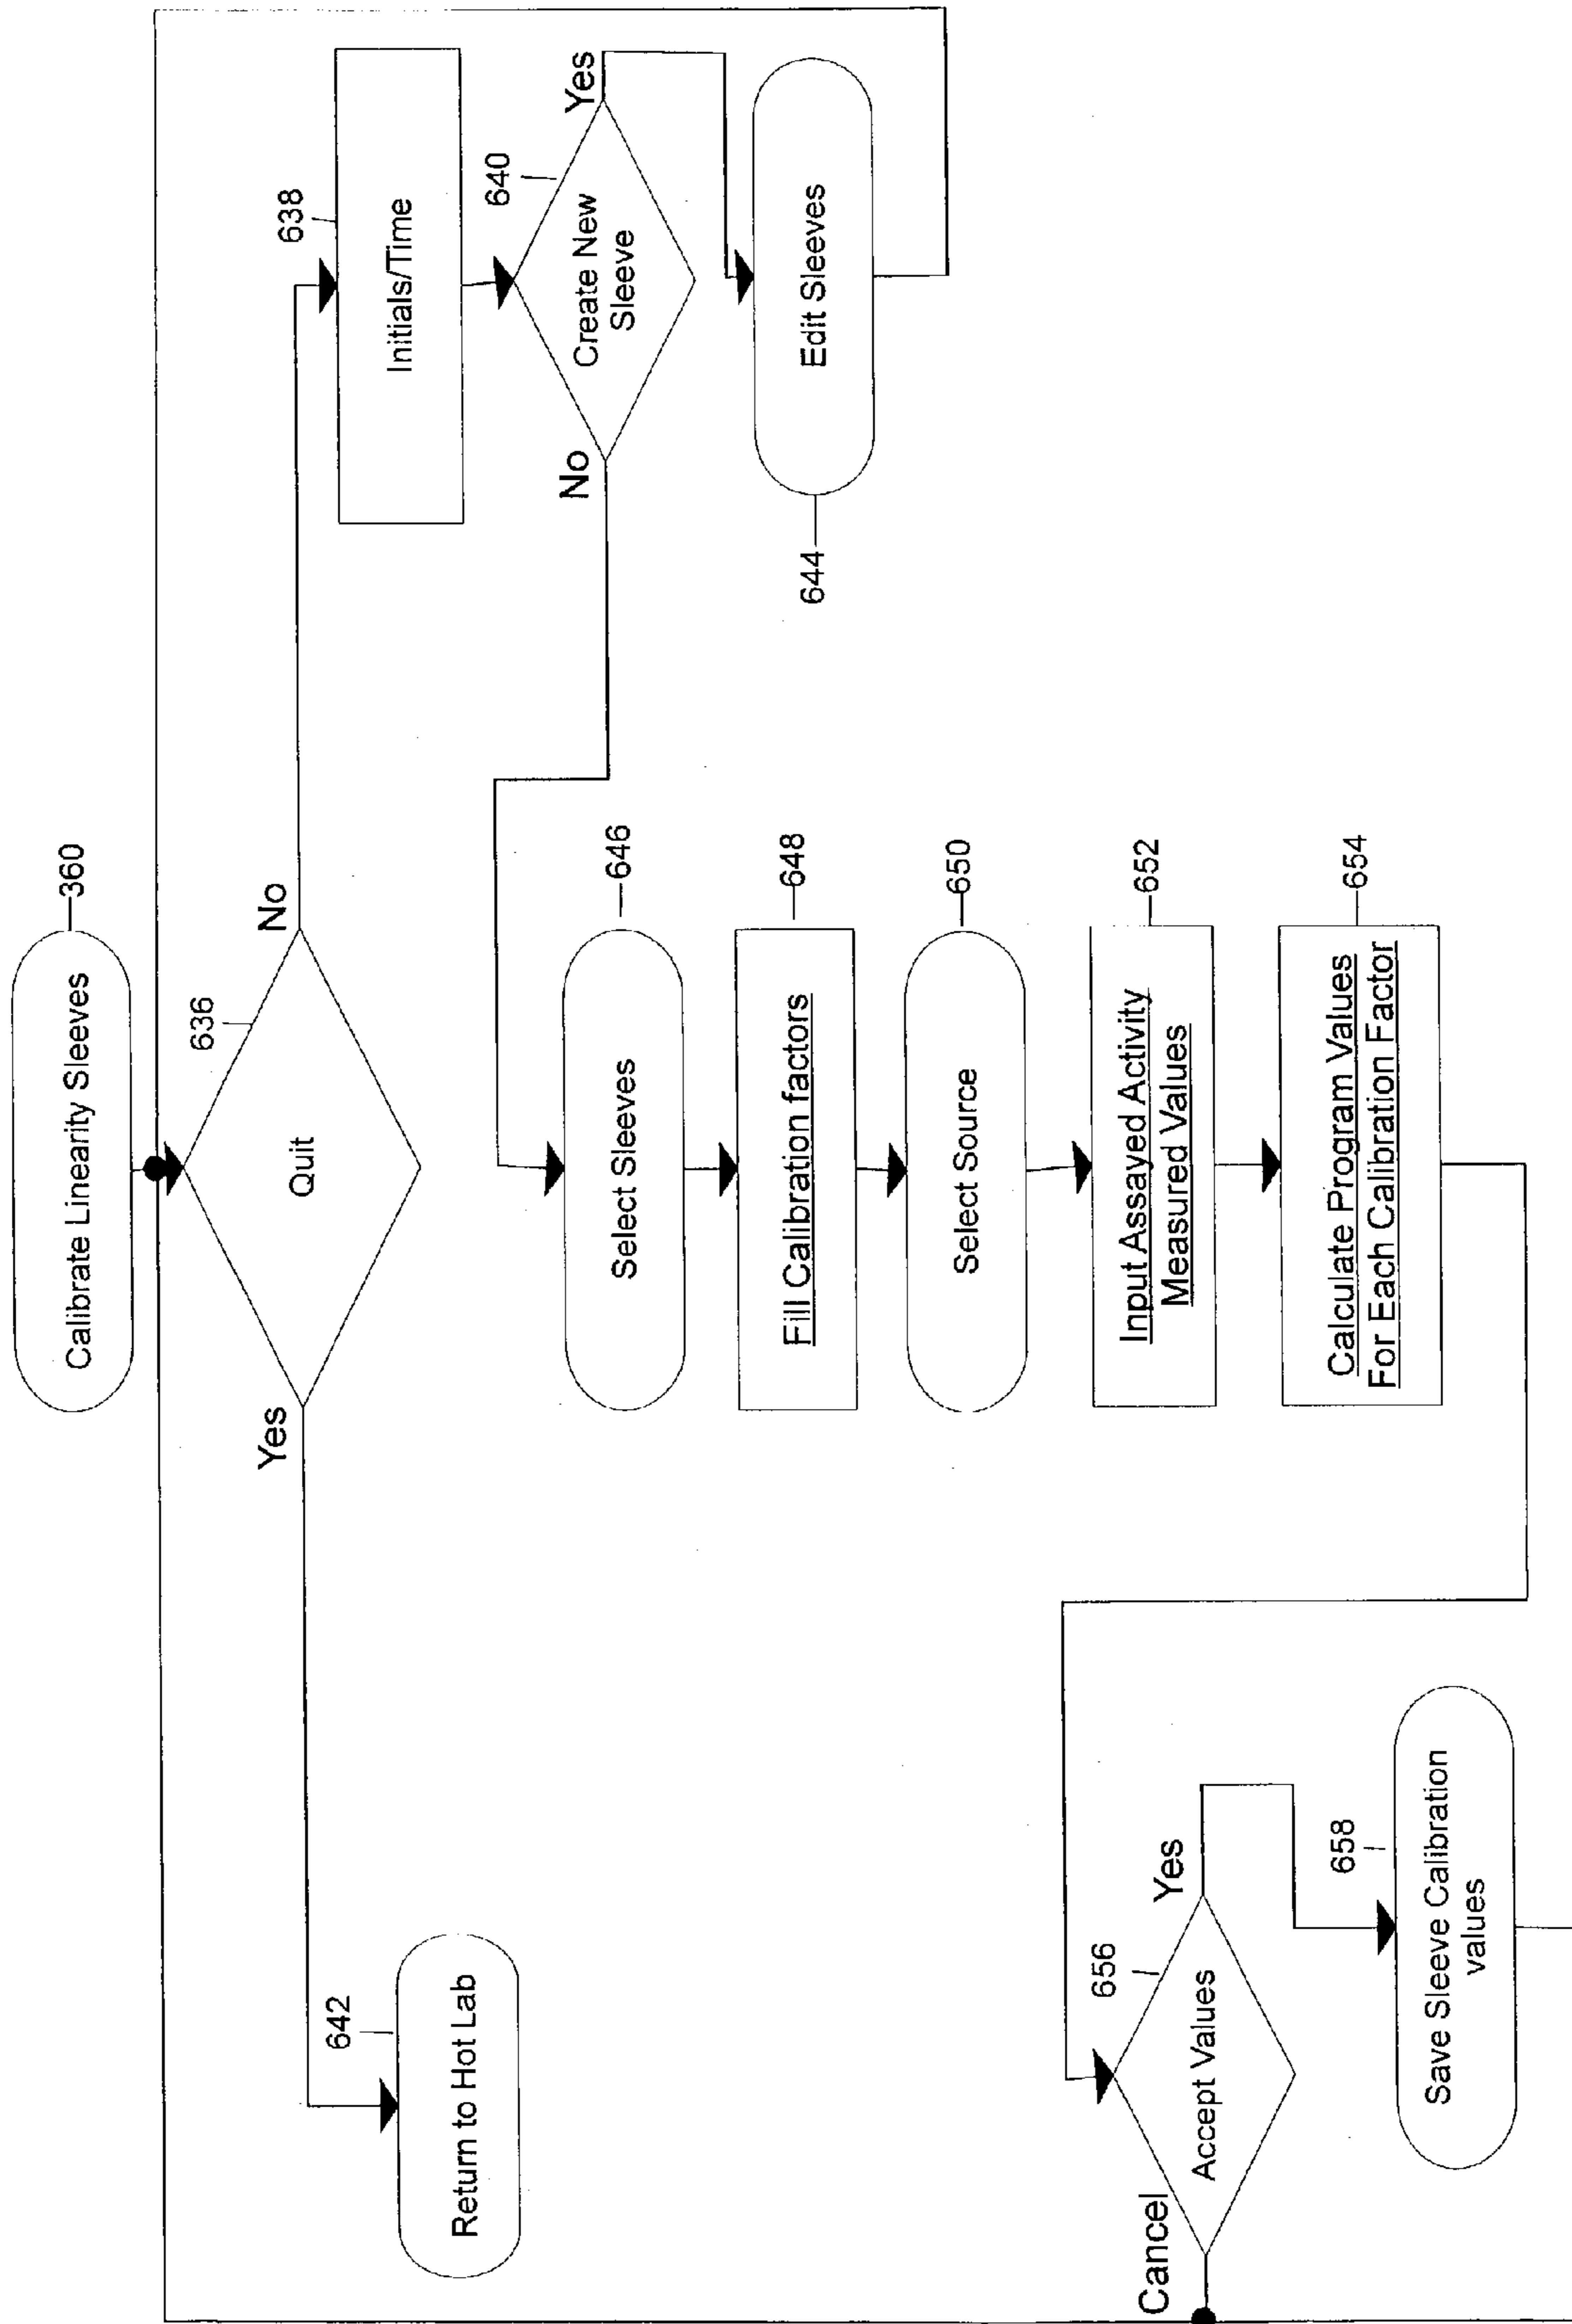 Calibrate Linearity Sleeves
360
636
Quit
Yes
No
642
Return to Hot Lab
638
Initials/Time
640
Create New
Sleeve
Yes
No
Edit Sleeves
644
Select Sleeves
646
Fill Calibration factors
648
Select Source
650
Input Assayed Activity
Measured Values
652
Calculate Program Values
For Each Calibration Factor
654
656
Accept Values
Cancel
Yes
658
Save Sleeve Calibration
values